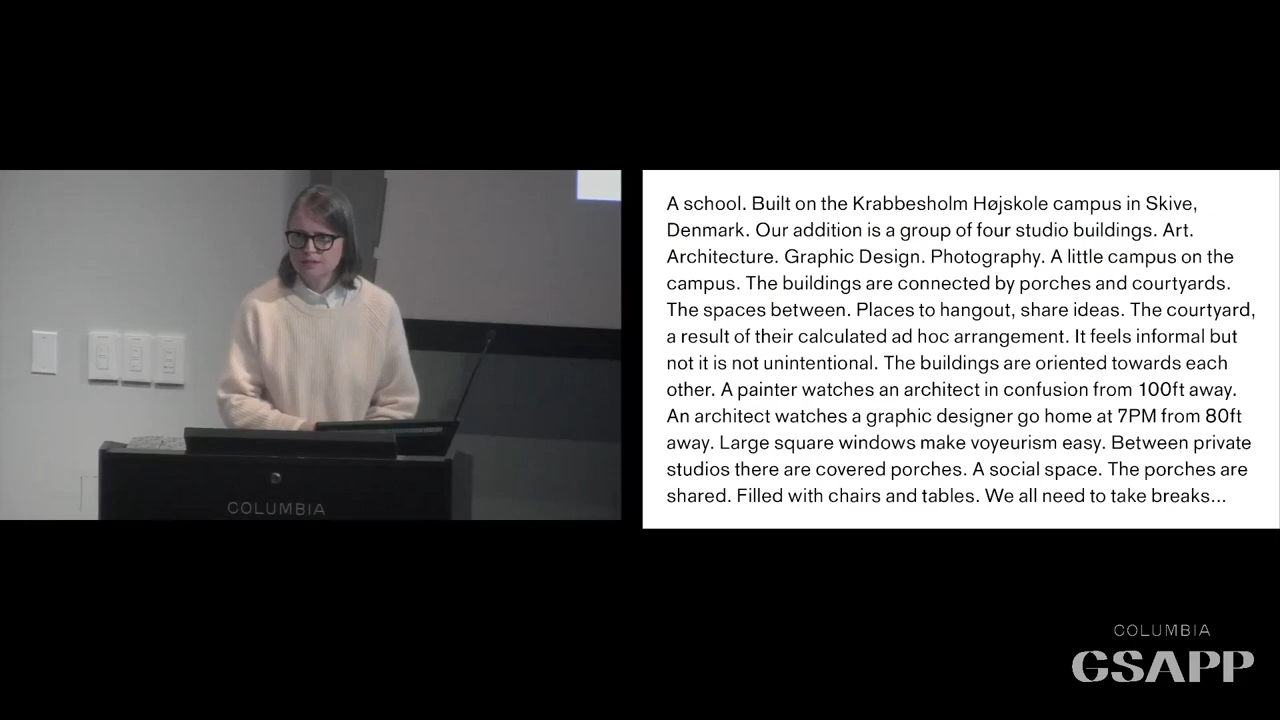 A school. Built on the Krabbesholm Højskole campus in Skive,
Denmark. Our addition is a group of four studio buildings. Art.
Architecture. Graphic Design. Photography. A little campus on the
campus. The buildings are connected by porches and courtyards.
The spaces between. Places to hangout, share ideas. The courtyard,
a result of their calculated ad hoc arrangement. It feels informal but
not it is not unintentional. The buildings are oriented towards each
other. A painter watches an architect in confusion from 100ft away.
An architect watches a graphic designer go home at 7PM from 80ft
away. Large square windows make voyeurism easy. Between private
studios there are covered porches. A social space. The porches are
shared. Filled with chairs and tables. We all need to take breaks...
COLUMBIA
COLUMBIA
GSAPP